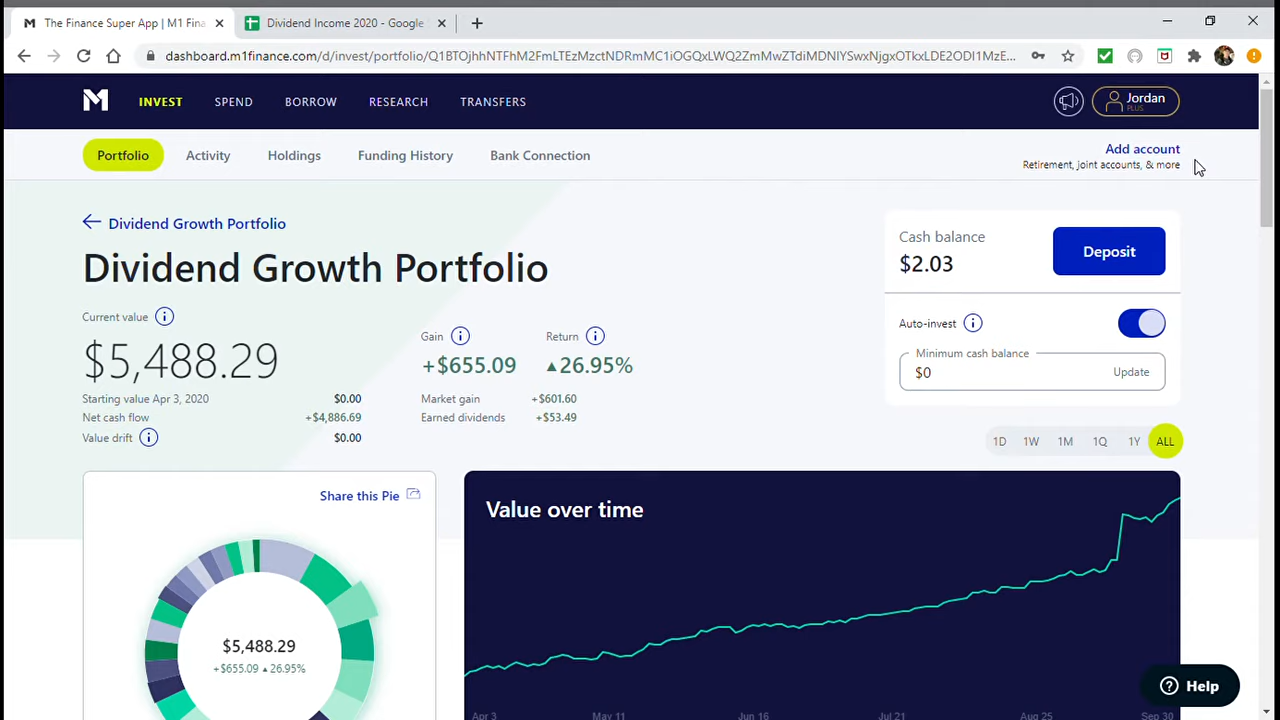 The Finance Super App | M1 Fina
Dividend Income 2020 - Google
dashboard.m1finance.com/d/invest/portfolio/
M INVEST SPEND BORROW RESEARCH TRANSFERS
Jordan
PLUS
Portfolio Activity Holdings Funding History Bank Connection
Add account
Retirement, joint accounts, & more
Dividend Growth Portfolio
Dividend Growth Portfolio
Cash balance
$2.03
Deposit
Current value
$5,488.29
Gain
+$655.09
Return
▲26.95%
Starting value Apr 3, 2020 $0.00
Net cash flow +$4,886.69
Value drift $0.00
Market gain +$601.60
Earned dividends +$53.49
Auto-invest
Minimum cash balance
$0 Update
1D 1W 1M 1Q 1Y ALL
Share this Pie
$5,488.29
+$655.09 ▲26.95%
Value over time
Apr 3 May 11 Jun 16 Jul 21 Aug 25 Sep 30
Help